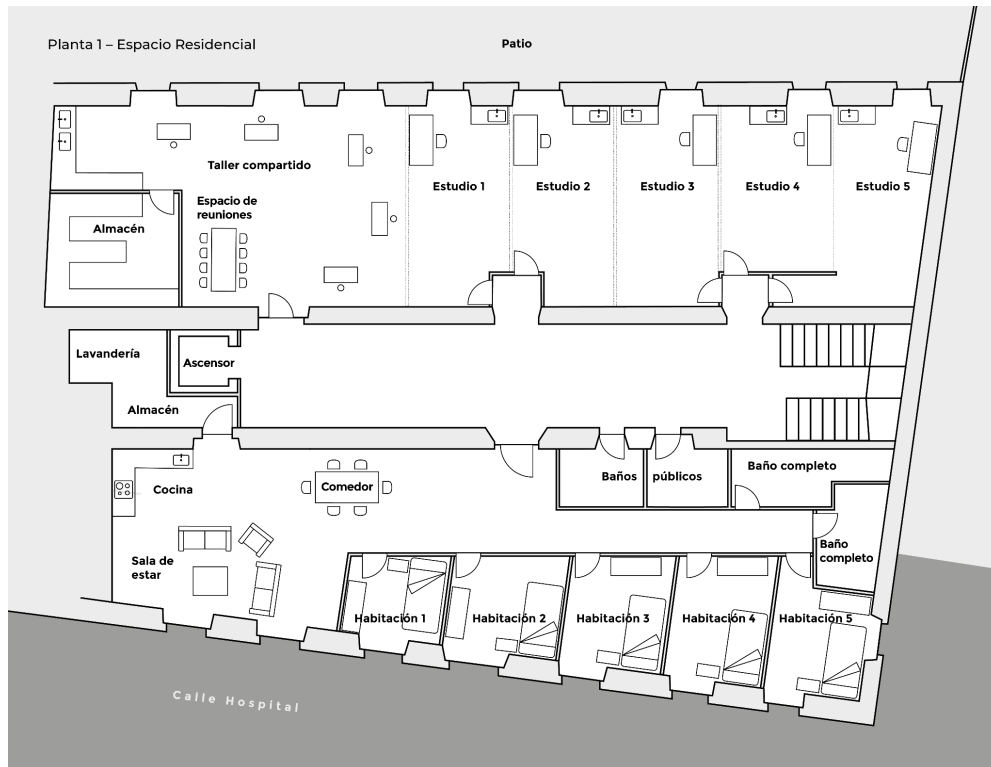 Planta 1 – Espacio Residencial
Patio
Taller compartido
Estudio 1
Estudio 2
Estudio 3
Estudio 4
Estudio 5
Espacio de
reuniones
Almacén
Lavandería
Ascensor
Almacén
Cocina
Comedor
Baños
públicos
Baño completo
Baño
completo
Sala de
estar
Habitación 1
Habitación 2
Habitación 3
Habitación 4
Habitación 5
Calle Hospital